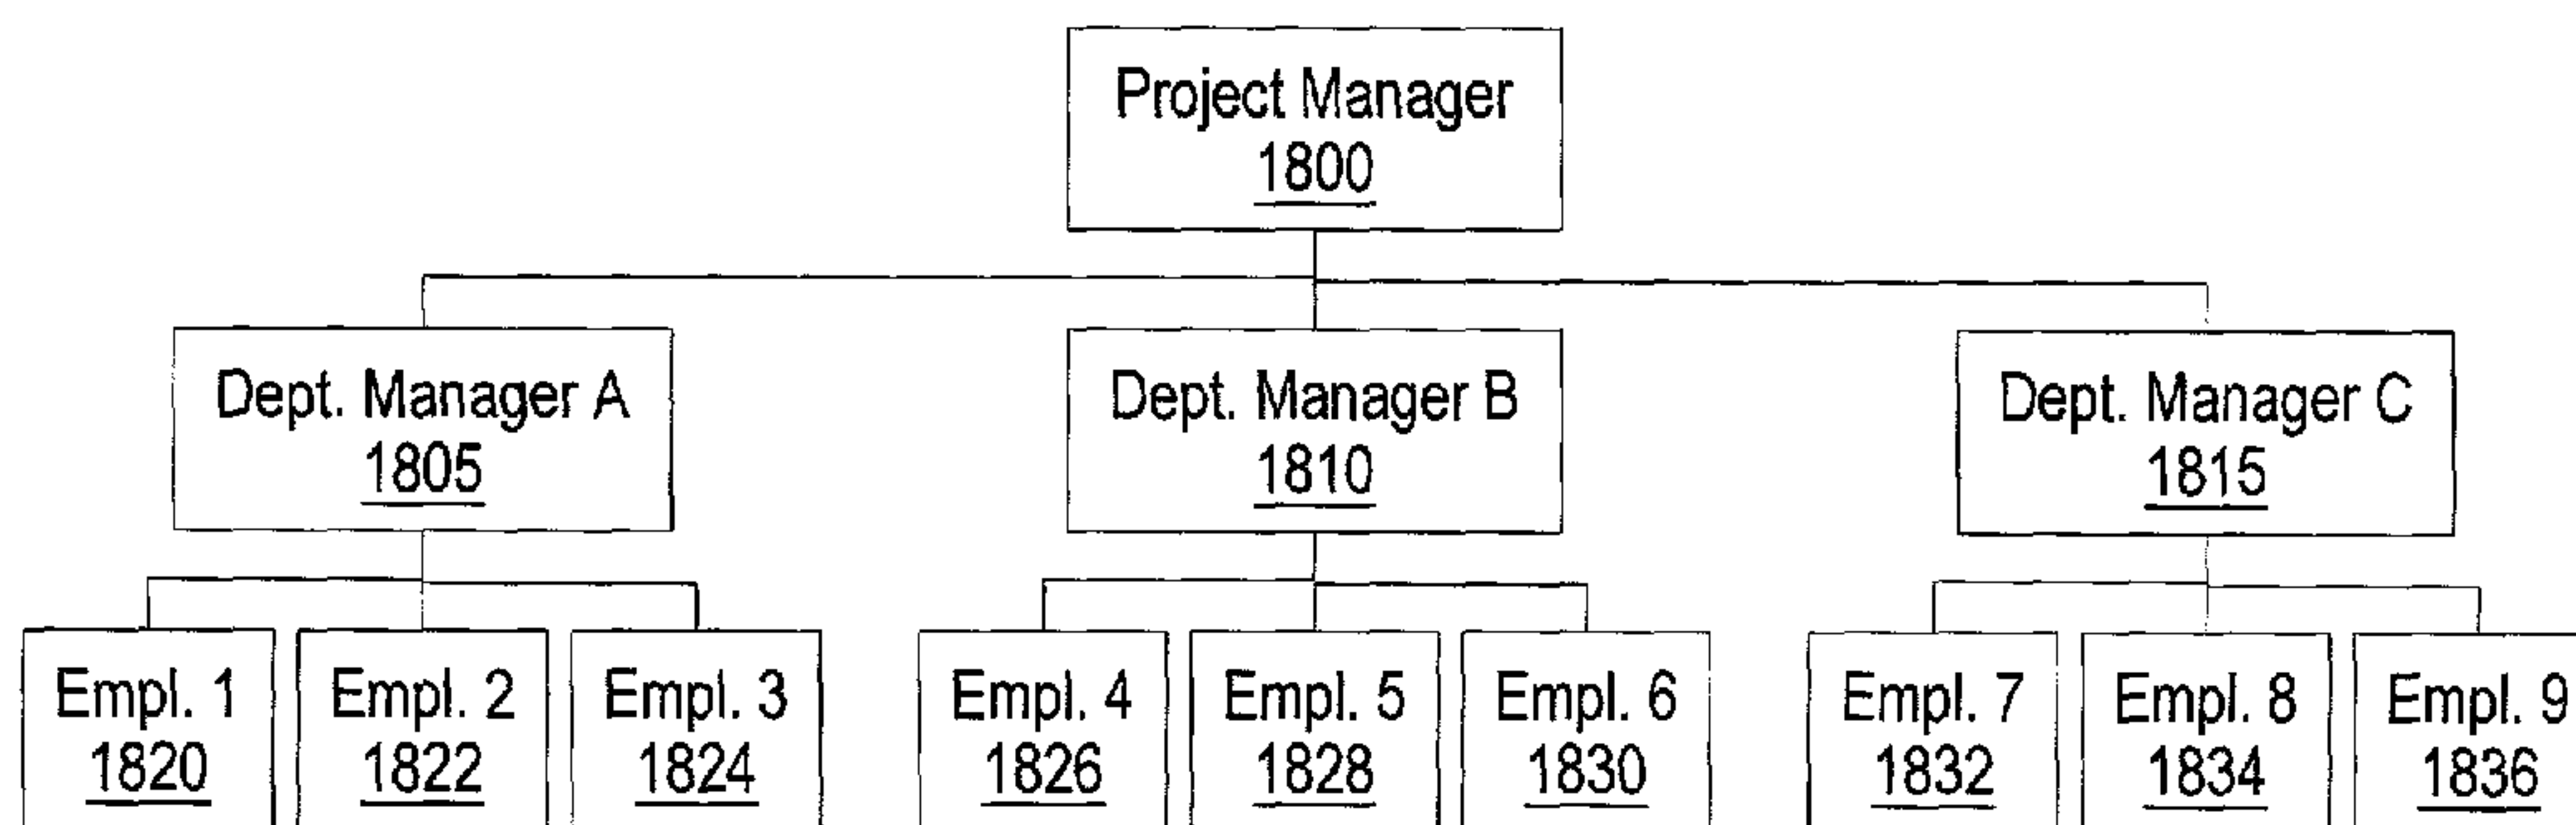 Project Manager
1800
Dept. Manager A
1805
Dept. Manager B
1810
Dept. Manager C
1815
Empl. 1
1820
Empl. 2
1822
Empl. 3
1824
Empl. 4
1826
Empl. 5
1828
Empl. 6
1830
Empl. 7
1832
Empl. 8
1834
Empl. 9
1836